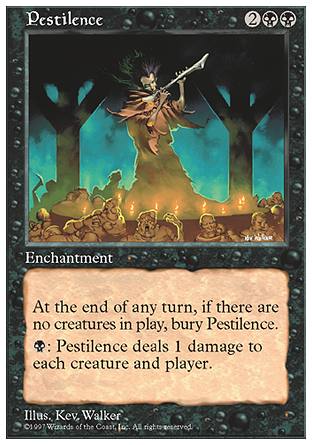 Pestilence 2
KEV WALKER
Enchantment
At the end of any turn, if there are
no creatures in play, bury Pestilence.
: Pestilence deals 1 damage to
each creature and player.
Illus. Kev Walker
©1997 Wizards of the Coast, Inc. All rights reserved.